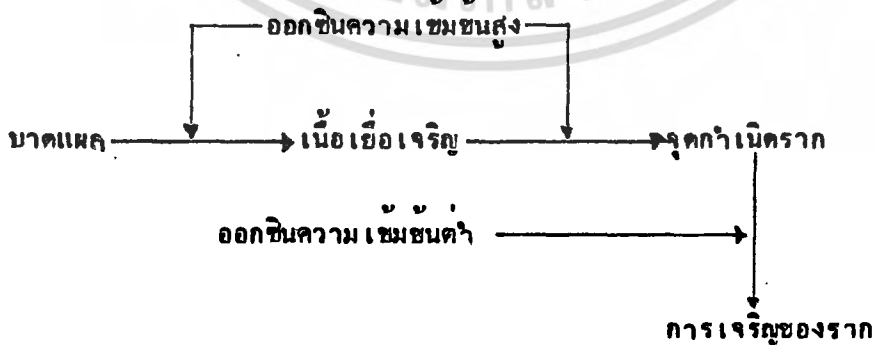 ออกซินความเข้มข้นสูง
บาดแผล เนื้อเยื่อเจริญ จุดกำเนิดราก
ออกซินความเข้มข้นต่ำ
การเจริญของราก